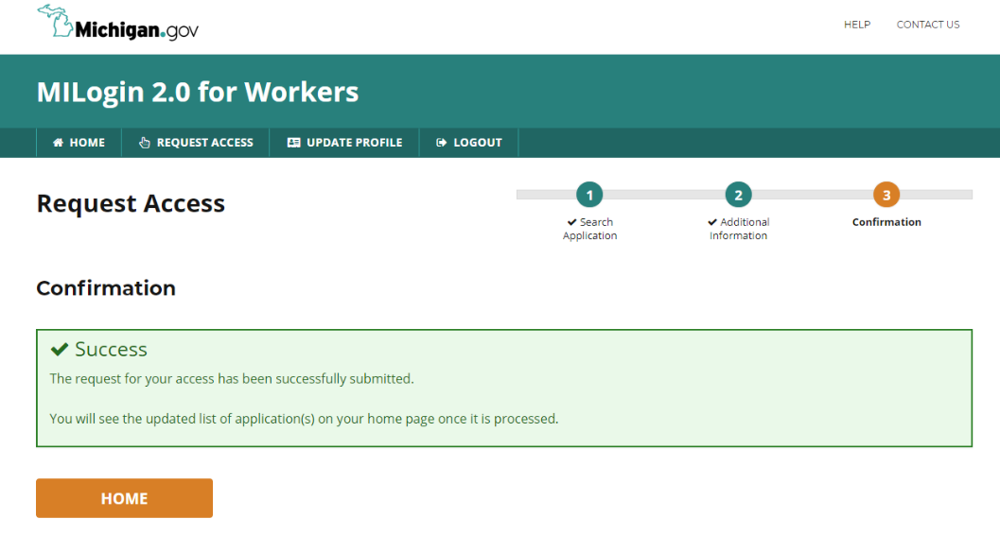 Michigan.gov
HELP CONTACT US
MILogin 2.0 for Workers
HOME REQUEST ACCESS UPDATE PROFILE LOGOUT
Request Access
1 2 3
Search Application
Additional Information
Confirmation
Confirmation
Success
The request for your access has been successfully submitted.
You will see the updated list of application(s) on your home page once it is processed.
HOME